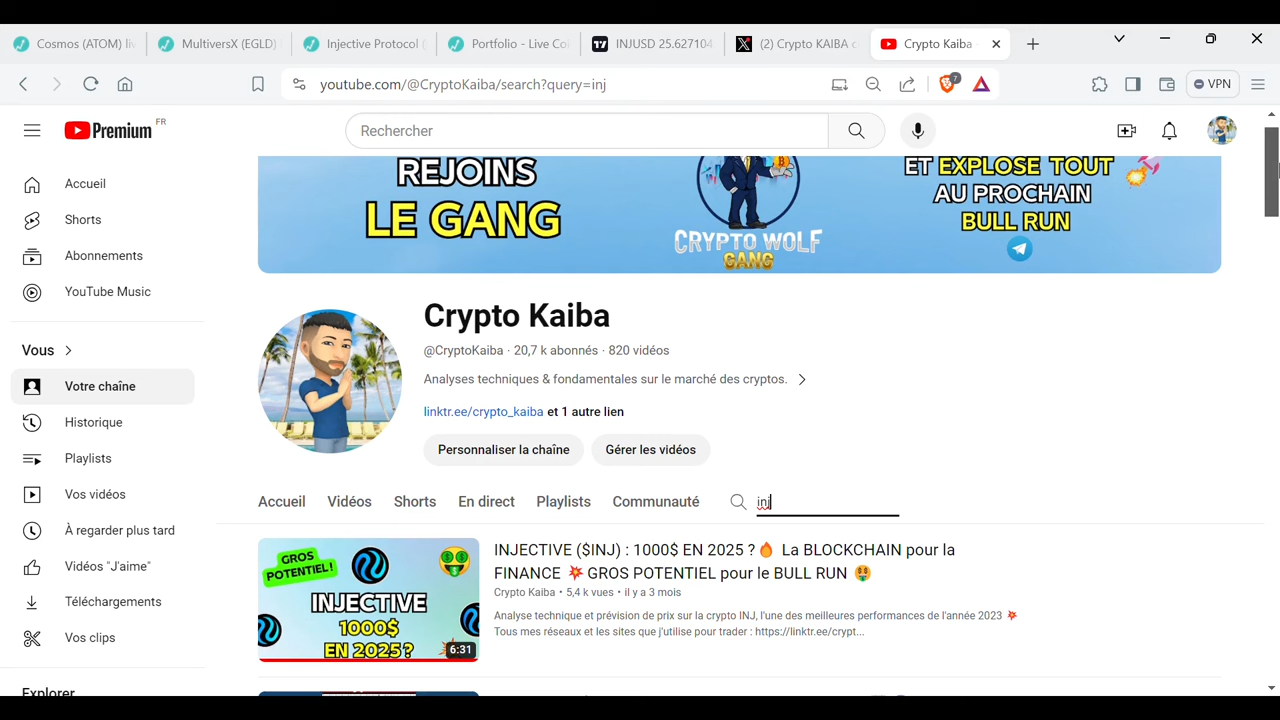 Cosmos (ATOM) li
MultiversX (EGLD)
Injective Protocol (
Portfolio - Live Co
INJUSD 25.627104
(2) Crypto KAIBA c
Crypto Kaiba
youtube.com/@CryptoKaiba/search?query=inj
7
VPN
Premium FR
Rechercher
Accueil
Shorts
Abonnements
YouTube Music
Vous
Votre chaîne
Historique
Playlists
Vos vidéos
À regarder plus tard
Vidéos "J'aime"
Téléchargements
Vos clips
Explorer
REJOINS
LE GANG
CRYPTO WOLF
GANG
ET EXPLOSE TOUT
AU PROCHAIN
BULL RUN
Crypto Kaiba
@CryptoKaiba · 20,7 k abonnés · 820 vidéos
Analyses techniques & fondamentales sur le marché des cryptos.
linktr.ee/crypto_kaiba et 1 autre lien
Personnaliser la chaîne
Gérer les vidéos
Accueil
Vidéos
Shorts
En direct
Playlists
Communauté
inj
GROS
POTENTIEL!
INJECTIVE
1000$
EN 2025?
6:31
INJECTIVE ($INJ) : 1000$ EN 2025 ?🔥 La BLOCKCHAIN pour la
FINANCE 💥 GROS POTENTIEL pour le BULL RUN 🤑
Crypto Kaiba • 5,4 k vues • il y a 3 mois
Analyse technique et prévision de prix sur la crypto INJ, l'une des meilleures performances de l'année 2023 💥
Tous mes réseaux et les sites que j'utilise pour trader : https://linktr.ee/crypt...